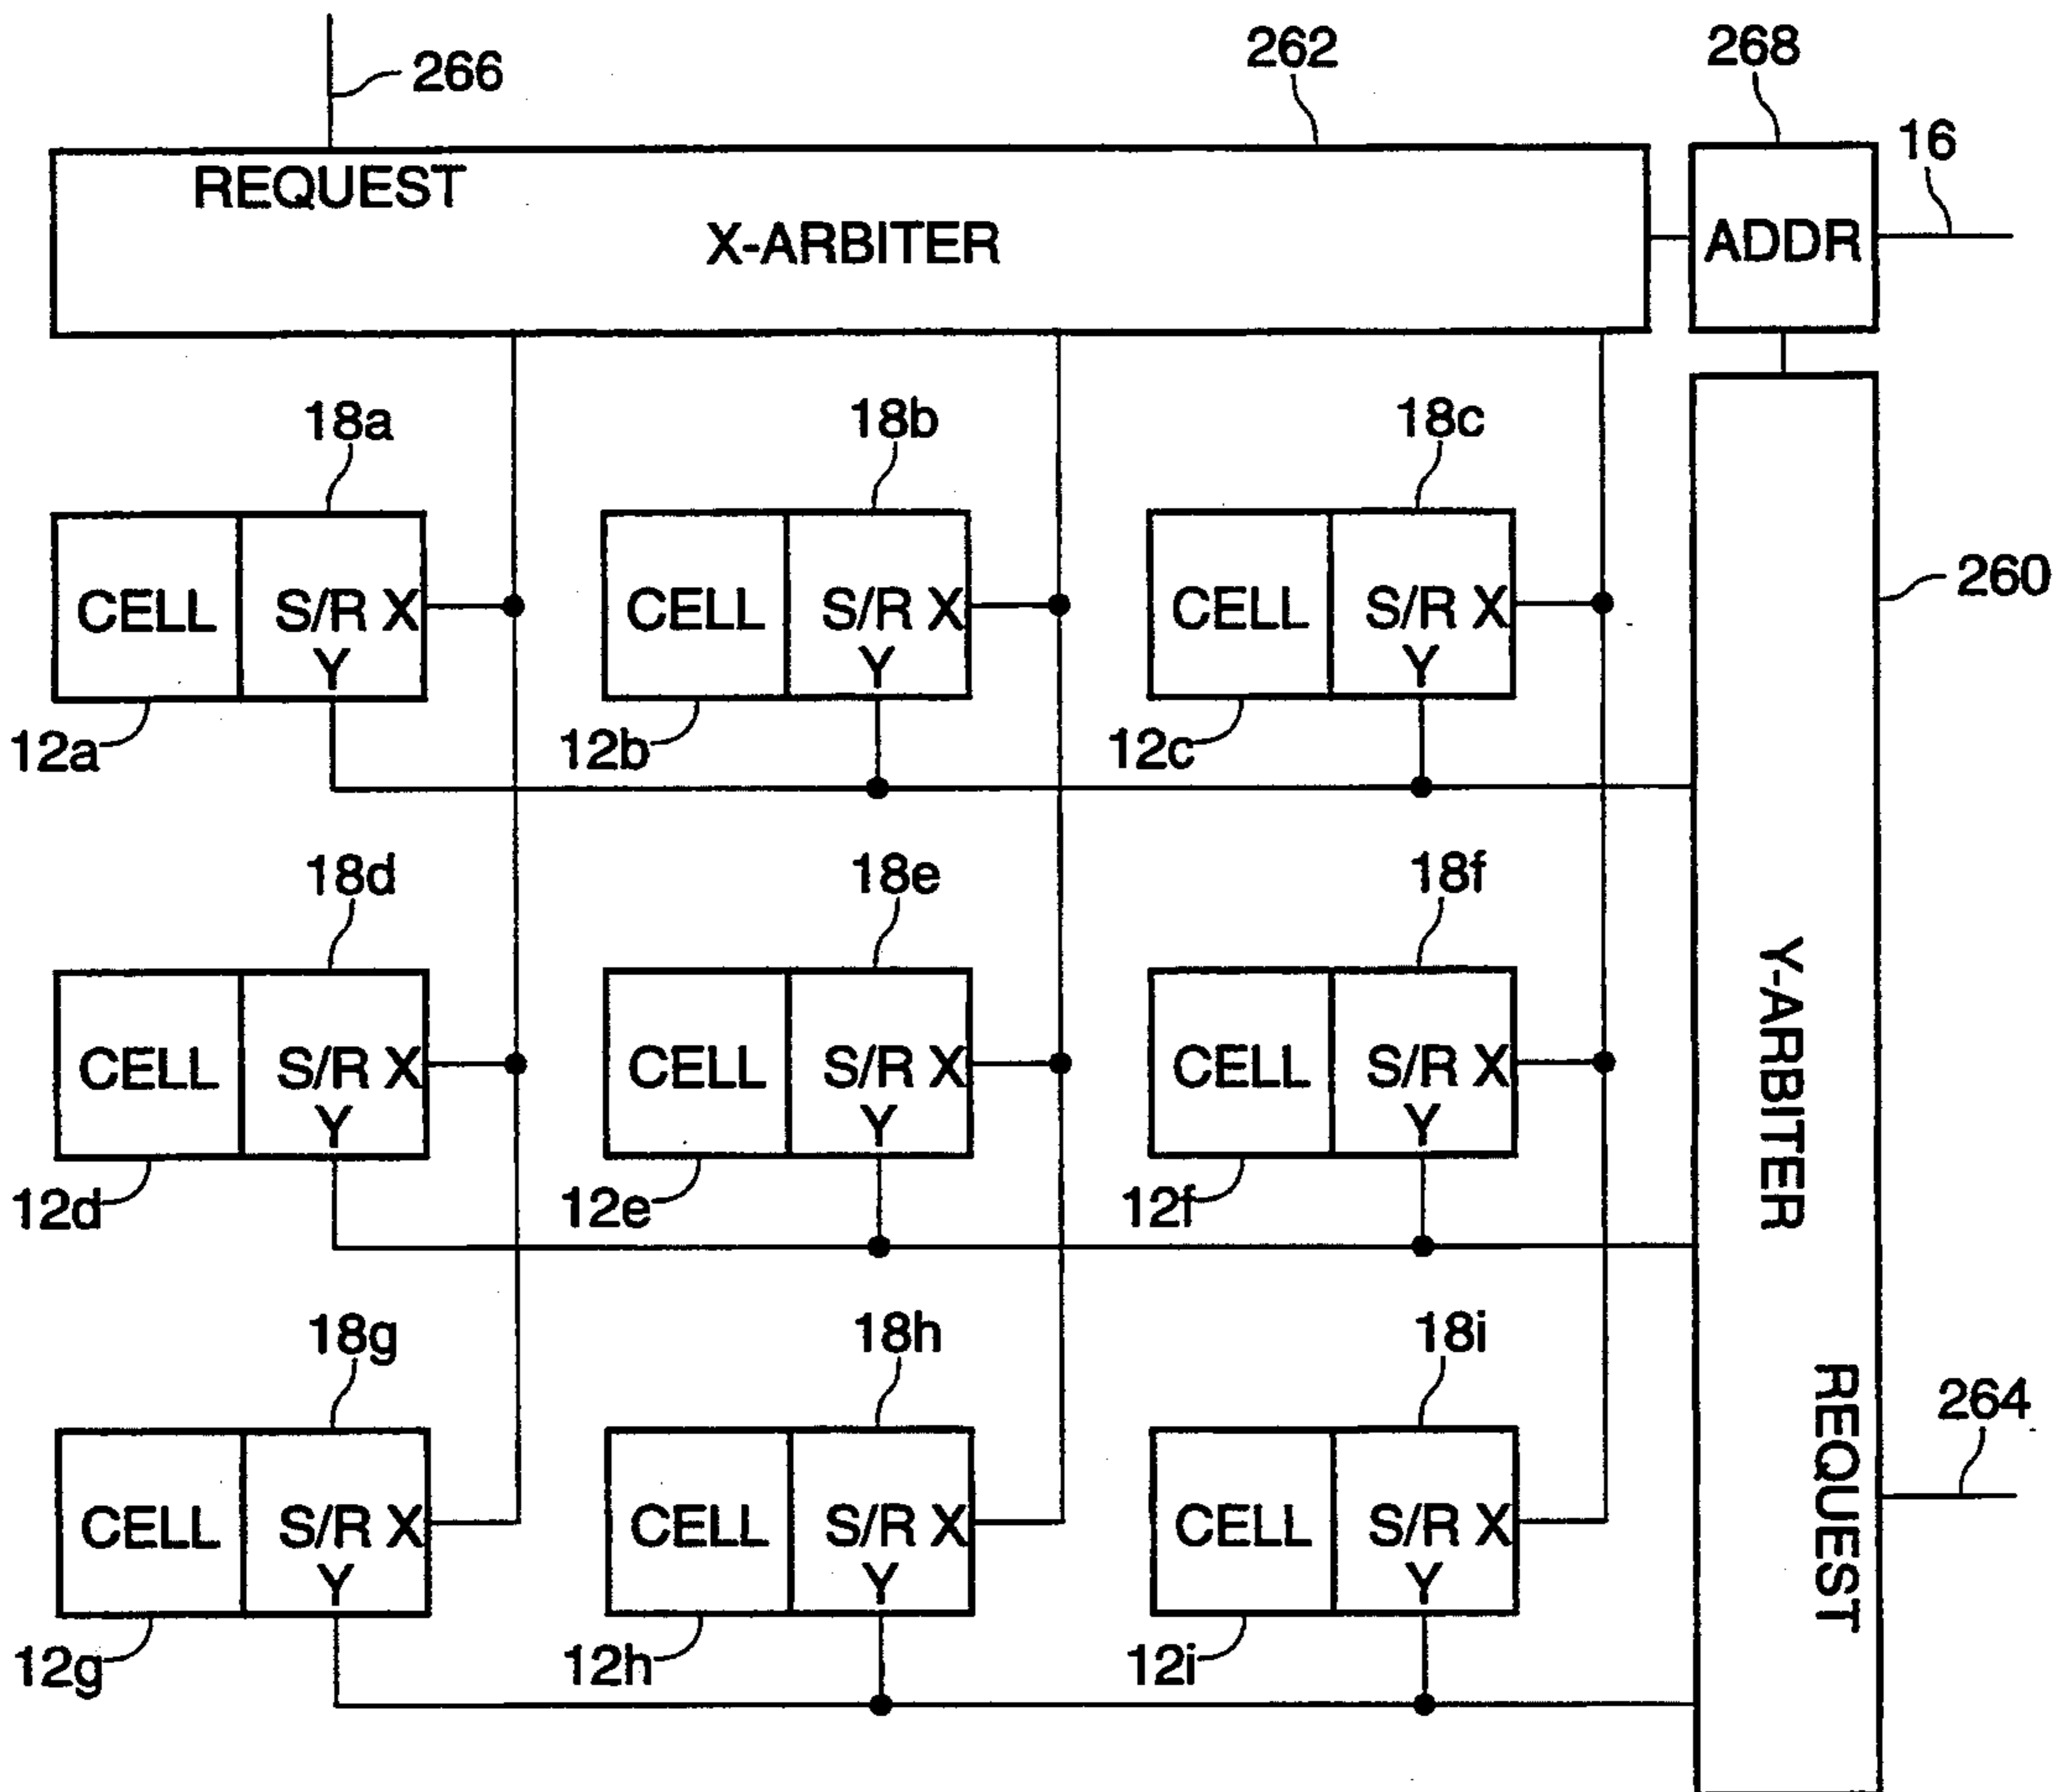 266
262
268
16
REQUEST
X-ARBITER
ADDR
18a
18b
18c
260
CELL
S/R X
Y
CELL
S/R X
Y
CELL
S/R X
Y
12a
12b
12c
18d
18e
18f
Y-ARBITER
CELL
S/R X
Y
CELL
S/R X
Y
CELL
S/R X
Y
12d
12e
12f
18g
18h
18i
REQUEST
264
CELL
S/R X
Y
CELL
S/R X
Y
CELL
S/R X
Y
12g
12h
12i